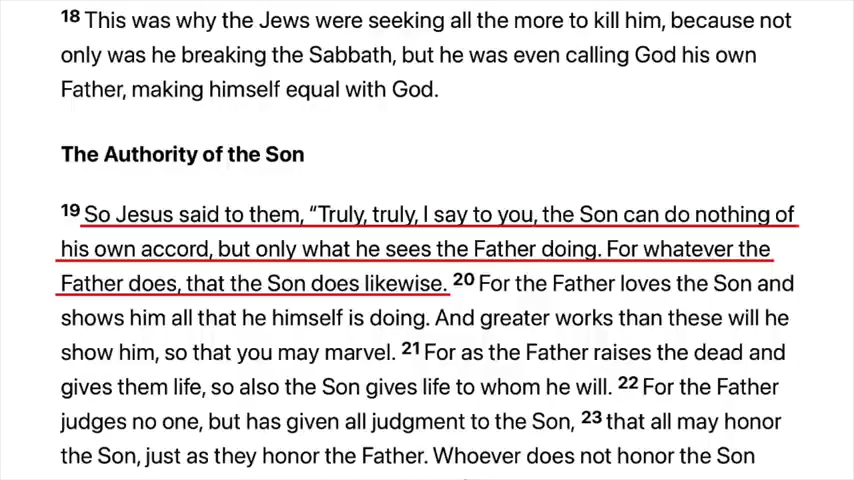 18 This was why the Jews were seeking all the more to kill him, because not
only was he breaking the Sabbath, but he was even calling God his own
Father, making himself equal with God.
The Authority of the Son
19 So Jesus said to them, “Truly, truly, I say to you, the Son can do nothing of
his own accord, but only what he sees the Father doing. For whatever the
Father does, that the Son does likewise. 20 For the Father loves the Son and
shows him all that he himself is doing. And greater works than these will he
show him, so that you may marvel. 21 For as the Father raises the dead and
gives them life, so also the Son gives life to whom he will. 22 For the Father
judges no one, but has given all judgment to the Son, 23 that all may honor
the Son, just as they honor the Father. Whoever does not honor the Son